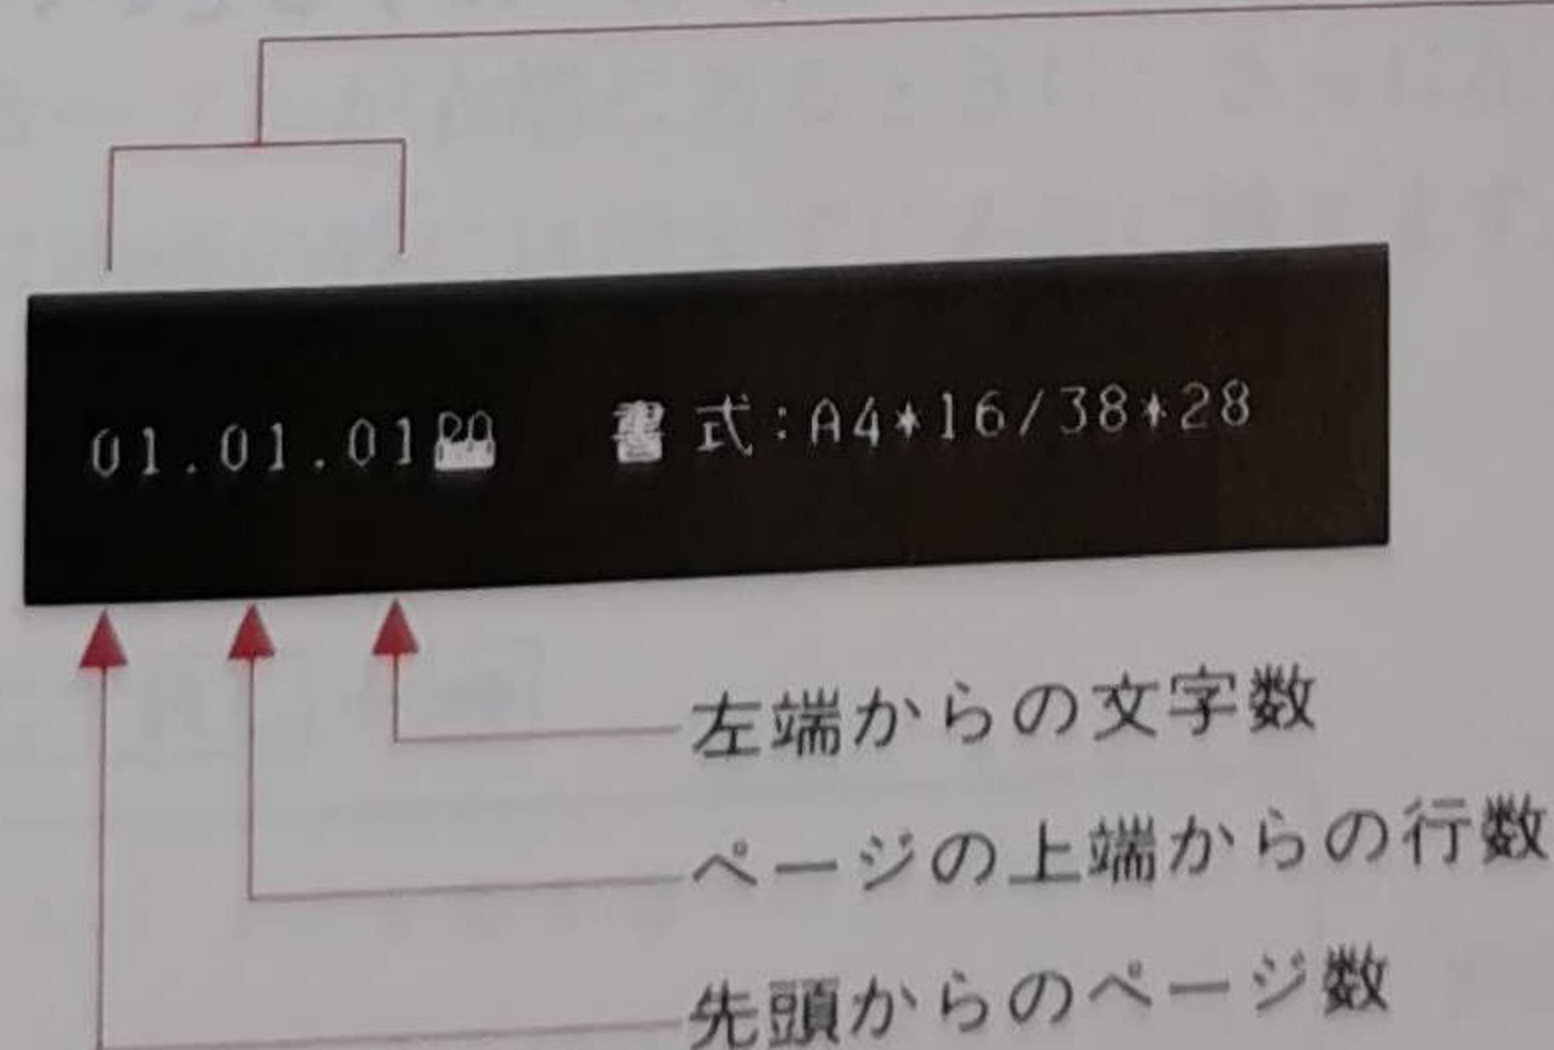 01.01.01 書式:A4*16/38*28
左端からの文字数
ページの上端からの行数
先頭からのページ数